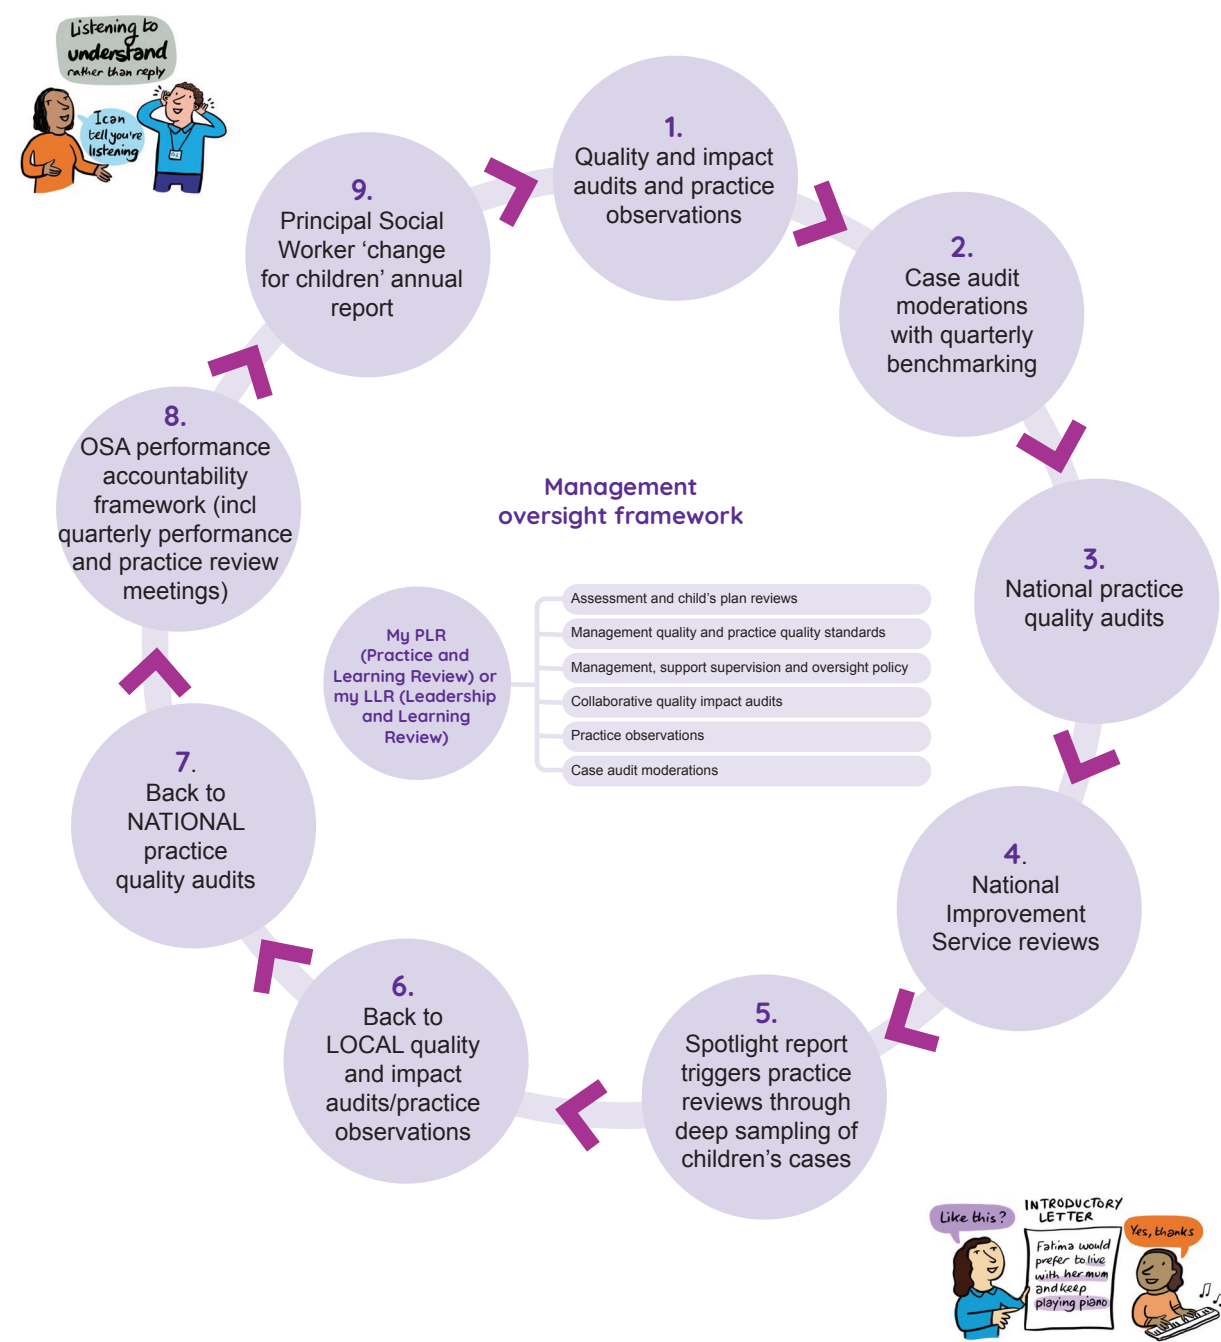 Listening to
understand
rather than reply
I can
tell you're
listening
1.
Quality and impact
audits and practice
observations
2.
Case audit
moderations
with quarterly
benchmarking
3.
National practice
quality audits
4.
National
Improvement
Service reviews
5.
Spotlight report
triggers practice
reviews through
deep sampling of
children’s cases
6.
Back to
LOCAL quality
and impact
audits/practice
observations
7.
Back to
NATIONAL
practice
quality audits
8.
OSA performance
accountability
framework (incl
quarterly performance
and practice review
meetings)
9.
Principal Social
Worker ‘change
for children’ annual
report
Management
oversight framework
My PLR
(Practice and
Learning Review) or
my LLR (Leadership
and Learning
Review)
Assessment and child’s plan reviews
Management quality and practice quality standards
Management, support supervision and oversight policy
Collaborative quality impact audits
Practice observations
Case audit moderations
Like this?
INTRODUCTORY
LETTER
Fatima would
prefer to live
with her mum
and keep
playing piano
Yes, thanks